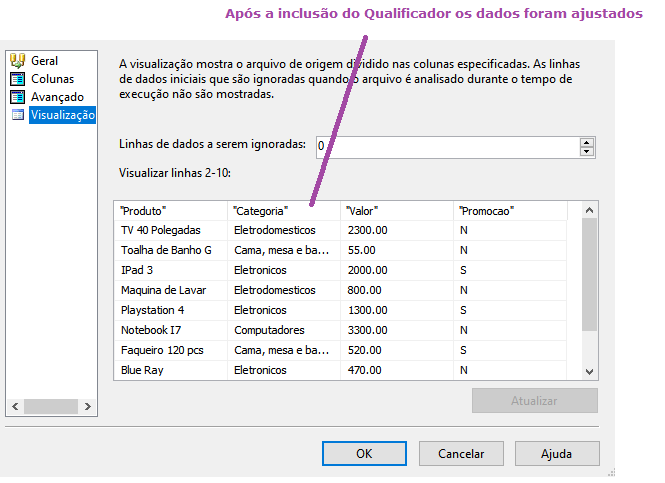 Após a inclusão do Qualificador os dados foram ajustados
Geral
Colunas
Avançado
Visualização
A visualização mostra o arquivo de origem dividido nas colunas especificadas. As linhas
de dados iniciais que são ignoradas quando o arquivo é analisado durante o tempo de
execução não são mostradas.
Linhas de dados a serem ignoradas: 0
Visualizar linhas 2-10:
"Produto" "Categoria" "Valor" "Promocao"
TV 40 Polegadas Eletrodomesticos 2300.00 N
Toalha de Banho G Cama, mesa e ba... 55.00 N
IPad 3 Eletronicos 2000.00 S
Maquina de Lavar Eletrodomesticos 800.00 N
Playstation 4 Eletronicos 1300.00 S
Notebook I7 Computadores 3300.00 N
Faqueiro 120 pcs Cama, mesa e ba... 520.00 S
Blue Ray Eletronicos 470.00 N
Atualizar
OK Cancelar Ajuda